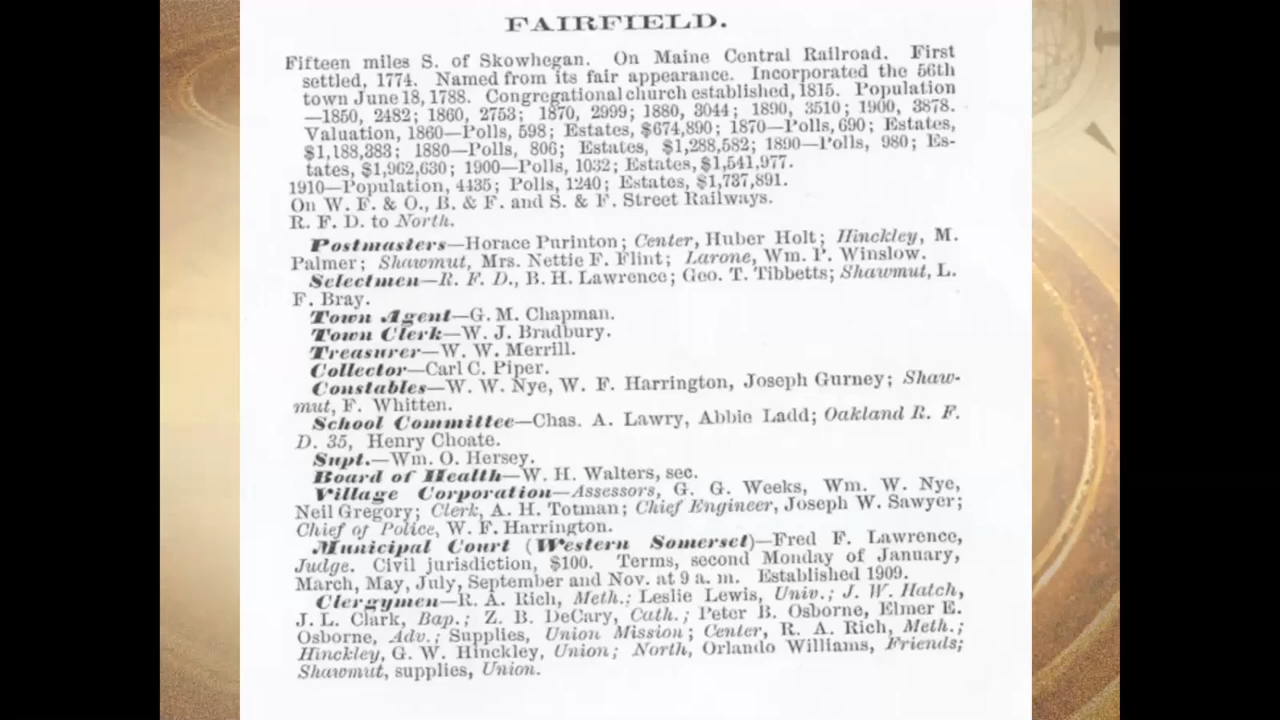 FAIRFIELD.
Fifteen miles S. of Skowhegan. On Maine Central Railroad. First
settled, 1774. Named from its fair appearance. Incorporated the 56th
town June 18, 1788. Congregational church established, 1815. Population
—1850, 2482; 1860, 2753; 1870, 2999; 1880, 3044; 1890, 3510; 1900, 3878.
Valuation, 1860—Polls, 598; Estates, $674,890; 1870—Polls, 690; Estates,
$1,188,383; 1880—Polls, 806; Estates, $1,288,582; 1890—Polls, 980; Es-
tates, $1,962,630; 1900—Polls, 1032; Estates, $1,541,977.
1910—Population, 4435; Polls, 1240; Estates, $1,737,891.
On W. F. & O., B. & F. and S. & F. Street Railways.
R. F. D. to North.
Postmasters—Horace Purinton; Center, Huber Holt; Hinckley, M.
Palmer; Shawmut, Mrs. Nettie F. Flint; Larone, Wm. P. Winslow.
Selectmen—R. F. D., B. H. Lawrence; Geo. T. Tibbetts; Shawmut, L.
F. Bray.
Town Agent—G. M. Chapman.
Town Clerk—W. J. Bradbury.
Treasurer—W. W. Merrill.
Collector—Carl C. Piper.
Constables—W. W. Nye, W. F. Harrington, Joseph Gurney; Shaw-
mut, F. Whitten.
School Committee—Chas. A. Lawry, Abbie Ladd; Oakland R. F.
D. 35, Henry Choate.
Supt.—Wm. O. Hersey.
Board of Health—W. H. Walters, sec.
Village Corporation—Assessors, G. G. Weeks, Wm. W. Nye,
Neil Gregory; Clerk, A. H. Totman; Chief Engineer, Joseph W. Sawyer;
Chief of Police, W. F. Harrington.
Municipal Court (Western Somerset)—Fred F. Lawrence,
Judge. Civil jurisdiction, $100. Terms, second Monday of January,
March, May, July, September and Nov. at 9 a. m. Established 1909.
Clergymen—R. A. Rich, Meth.; Leslie Lewis, Univ.; J. W. Hatch,
J. L. Clark, Bap.; Z. B. DeCary, Cath.; Peter B. Osborne, Elmer E.
Osborne, Adv.; Supplies, Union Mission; Center, R. A. Rich, Meth.;
Hinckley, G. W. Hinckley, Union; North, Orlando Williams, Friends;
Shawmut, supplies, Union.